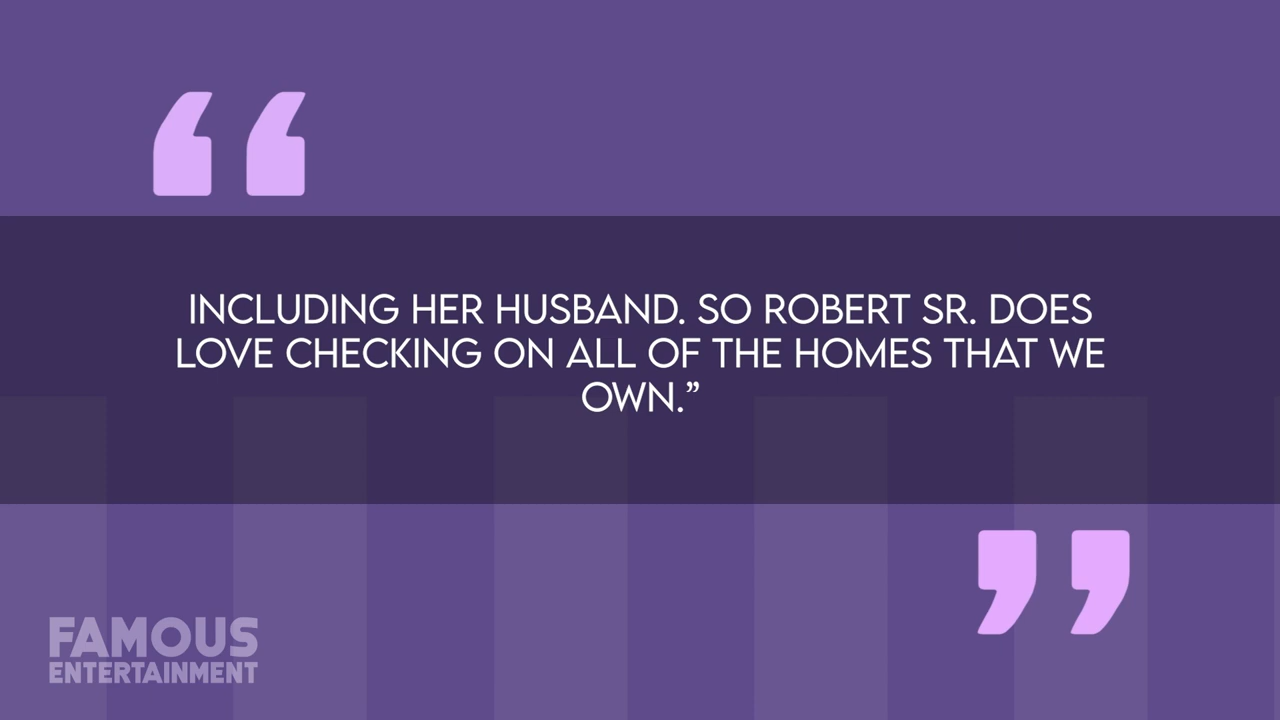 INCLUDING HER HUSBAND. SO ROBERT SR. DOES
LOVE CHECKING ON ALL OF THE HOMES THAT WE
OWN.”
FAMOUS
ENTERTAINMENT